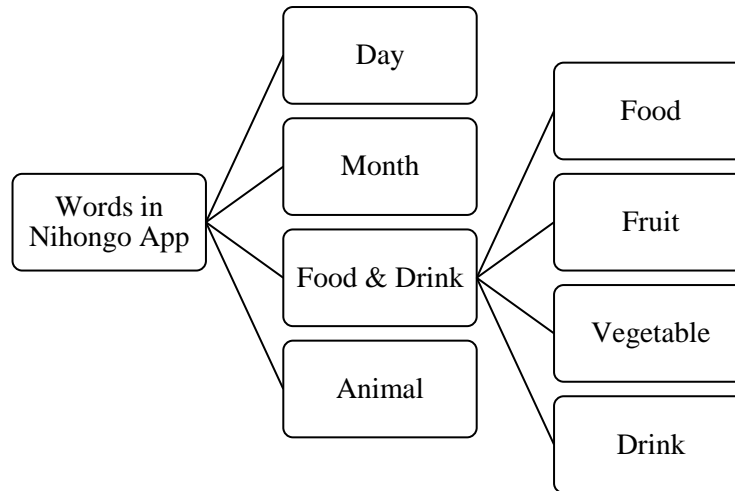 Words in
Nihongo App
Day
Month
Food & Drink
Animal
Food
Fruit
Vegetable
Drink